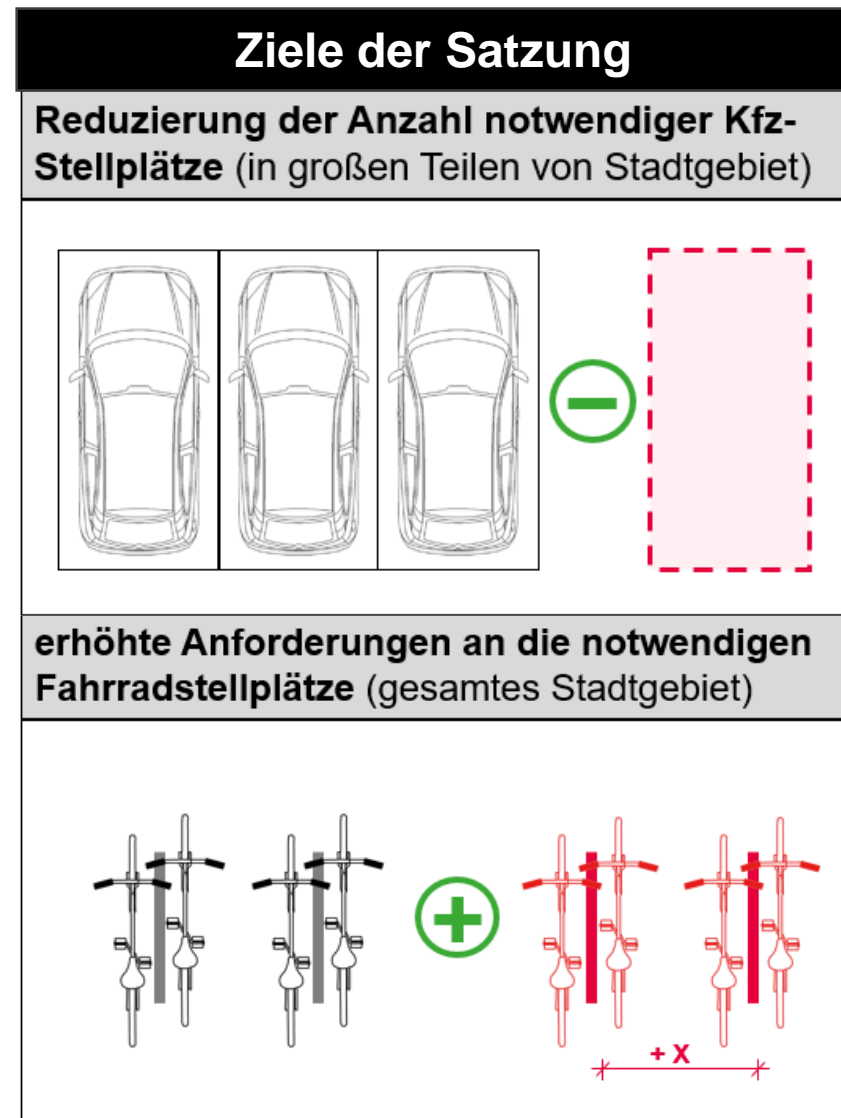 Ziele der Satzung
Reduzierung der Anzahl notwendiger Kfz-
Stellplätze (in großen Teilen von Stadtgebiet)
erhöhte Anforderungen an die notwendigen
Fahrradstellplätze (gesamtes Stadtgebiet)
+ X